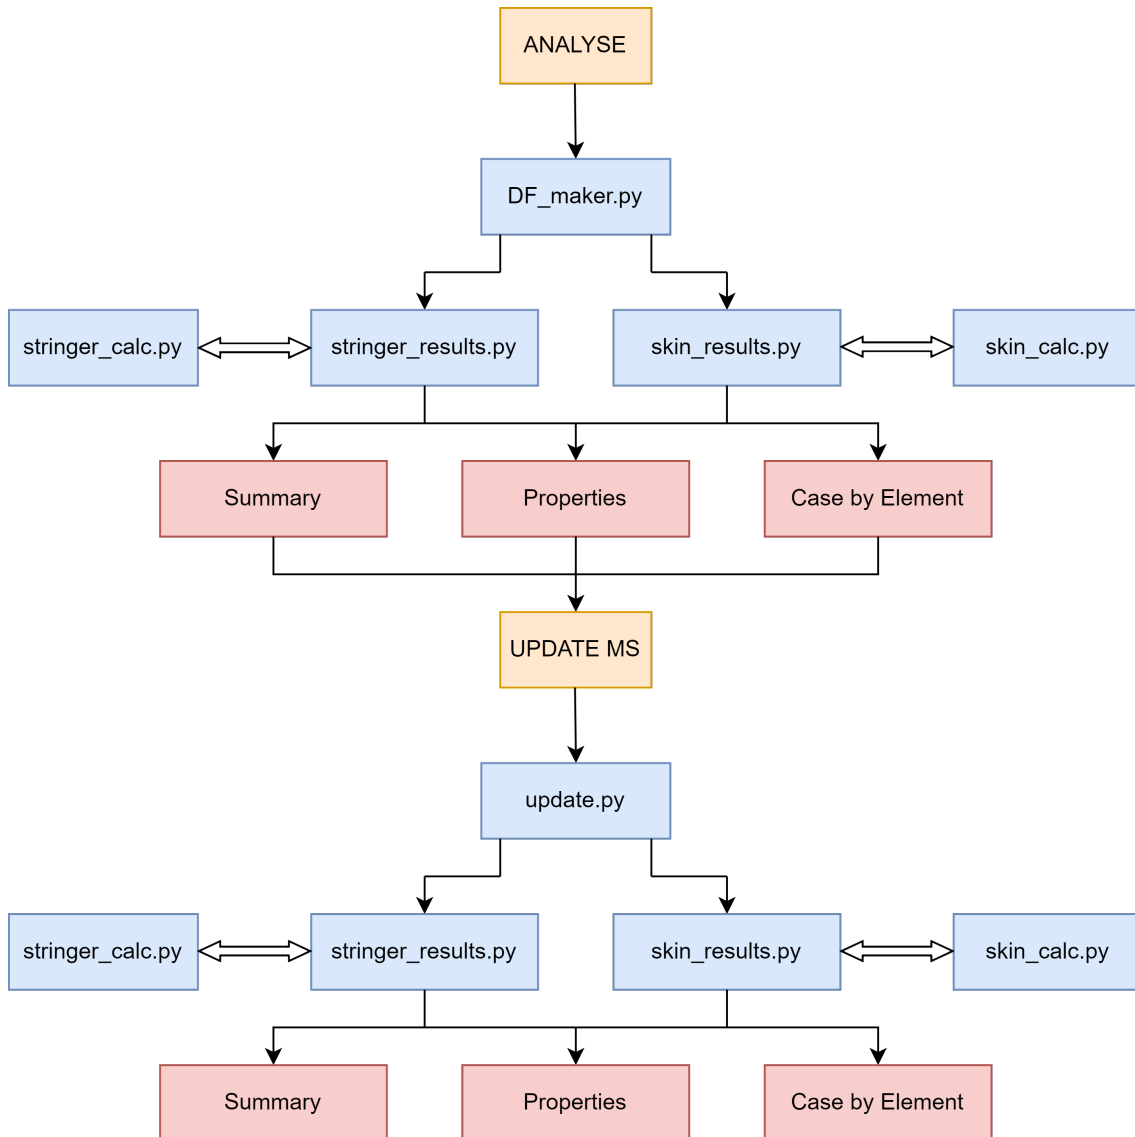 ANALYSE
DF_maker.py
stringer_calc.py
stringer_results.py
skin_results.py
skin_calc.py
Summary
Properties
Case by Element
UPDATE MS
update.py
stringer_calc.py
stringer_results.py
skin_results.py
skin_calc.py
Summary
Properties
Case by Element